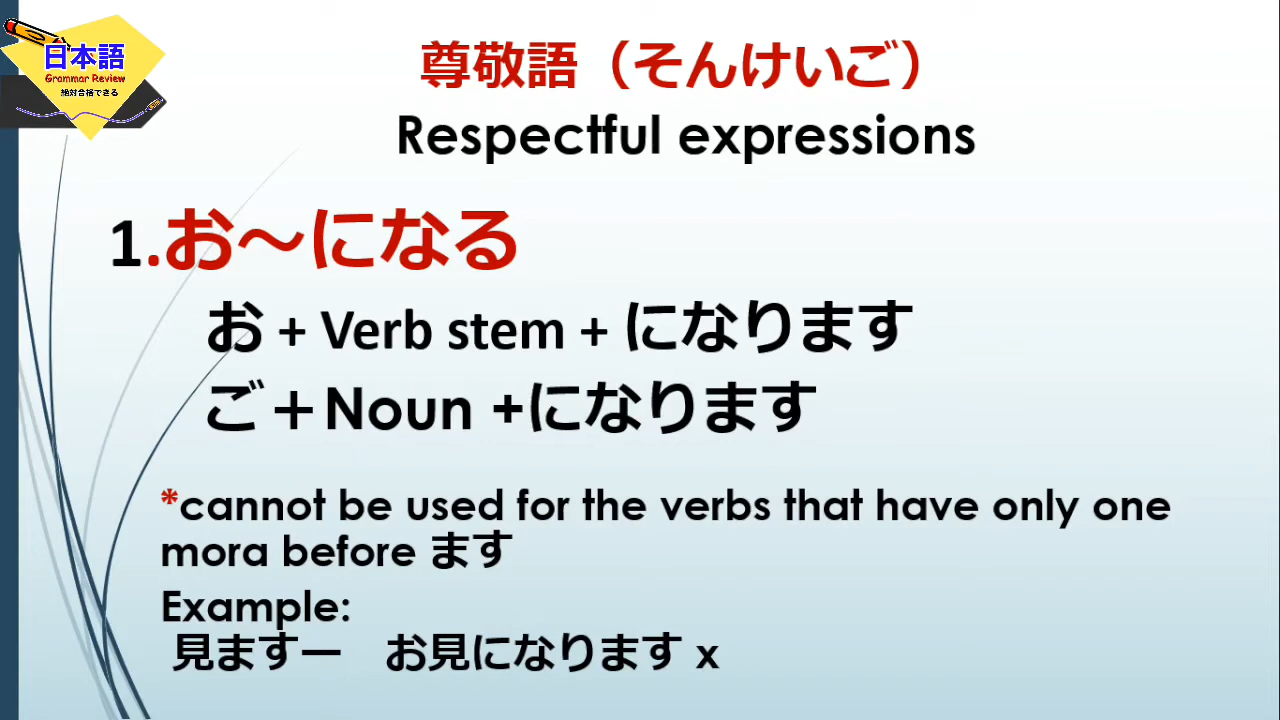 日本語
Grammar Review
絶対合格できる
尊敬語（そんけいご）
Respectful expressions
1.お～になる
お + Verb stem + になります
ご＋Noun +になります
*cannot be used for the verbs that have only one
mora before ます
Example:
見ますー　お見になります x